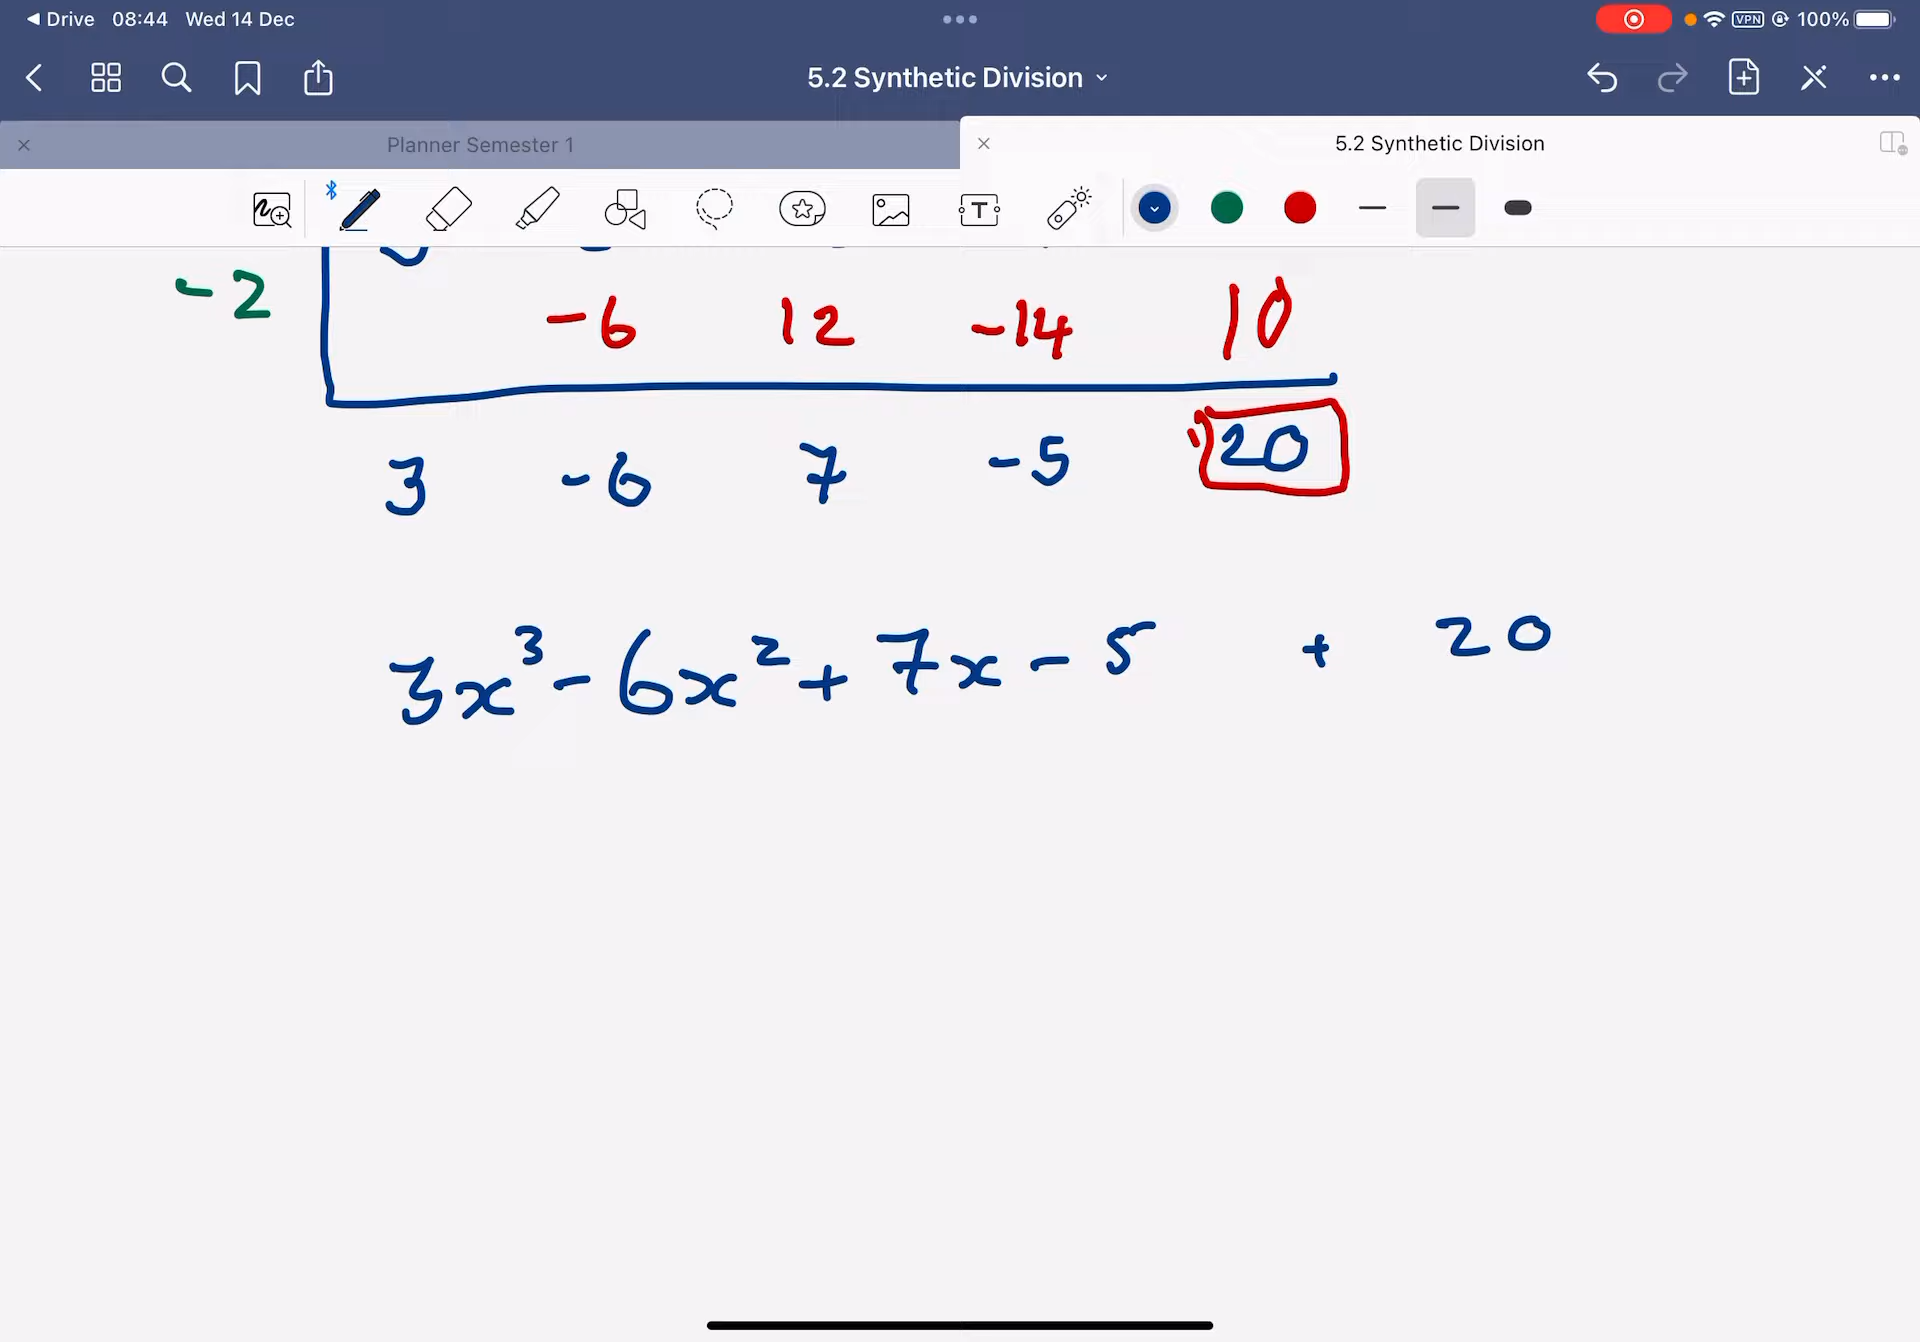 Drive 08:44 Wed 14 Dec VPN 100%
5.2 Synthetic Division
Planner Semester 1 5.2 Synthetic Division
T
-2 -6 12 -14 10
3 -6 7 -5 20
3x³ - 6x² + 7x - 5 + 20